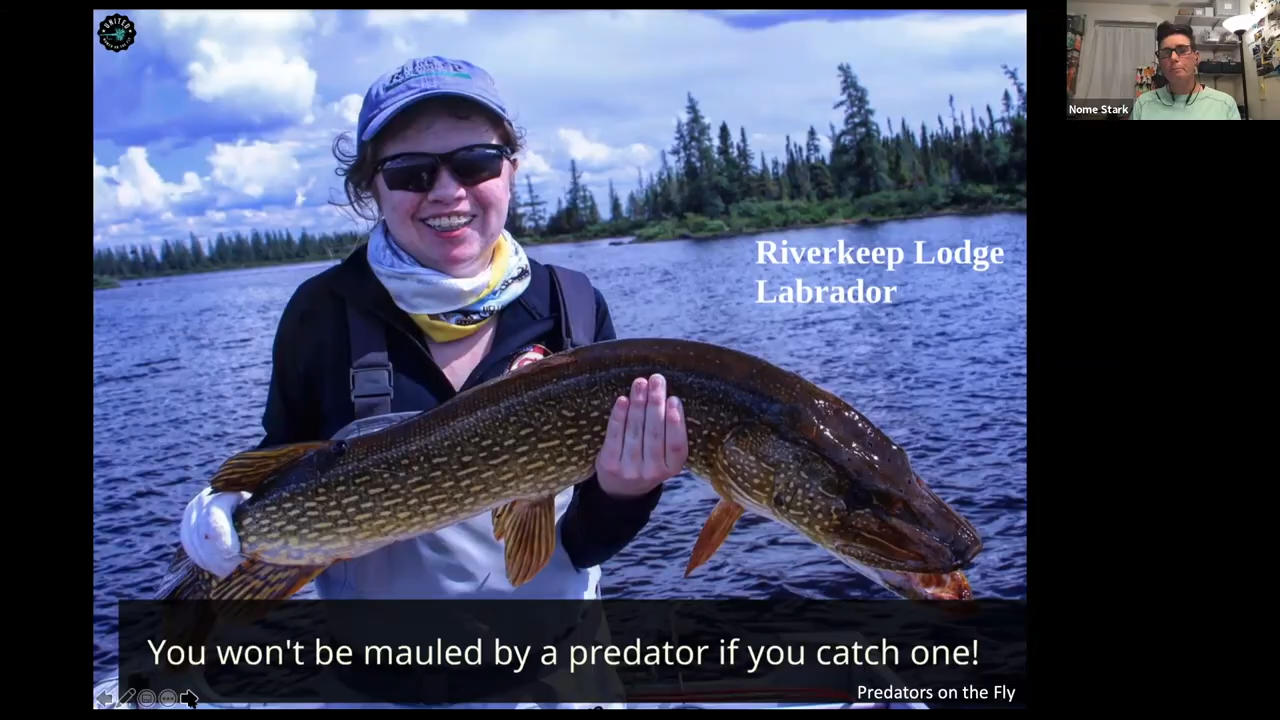 UNITED
Nome Stark
Riverkeep Lodge
Labrador
You won't be mauled by a predator if you catch one!
Predators on the Fly